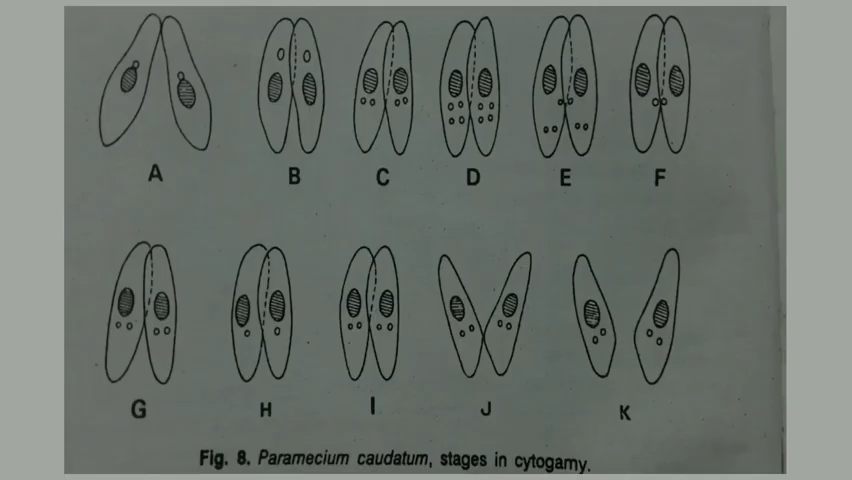 A B C D E F
G H I J K
Fig. 8. Paramecium caudatum, stages in cytogamy.